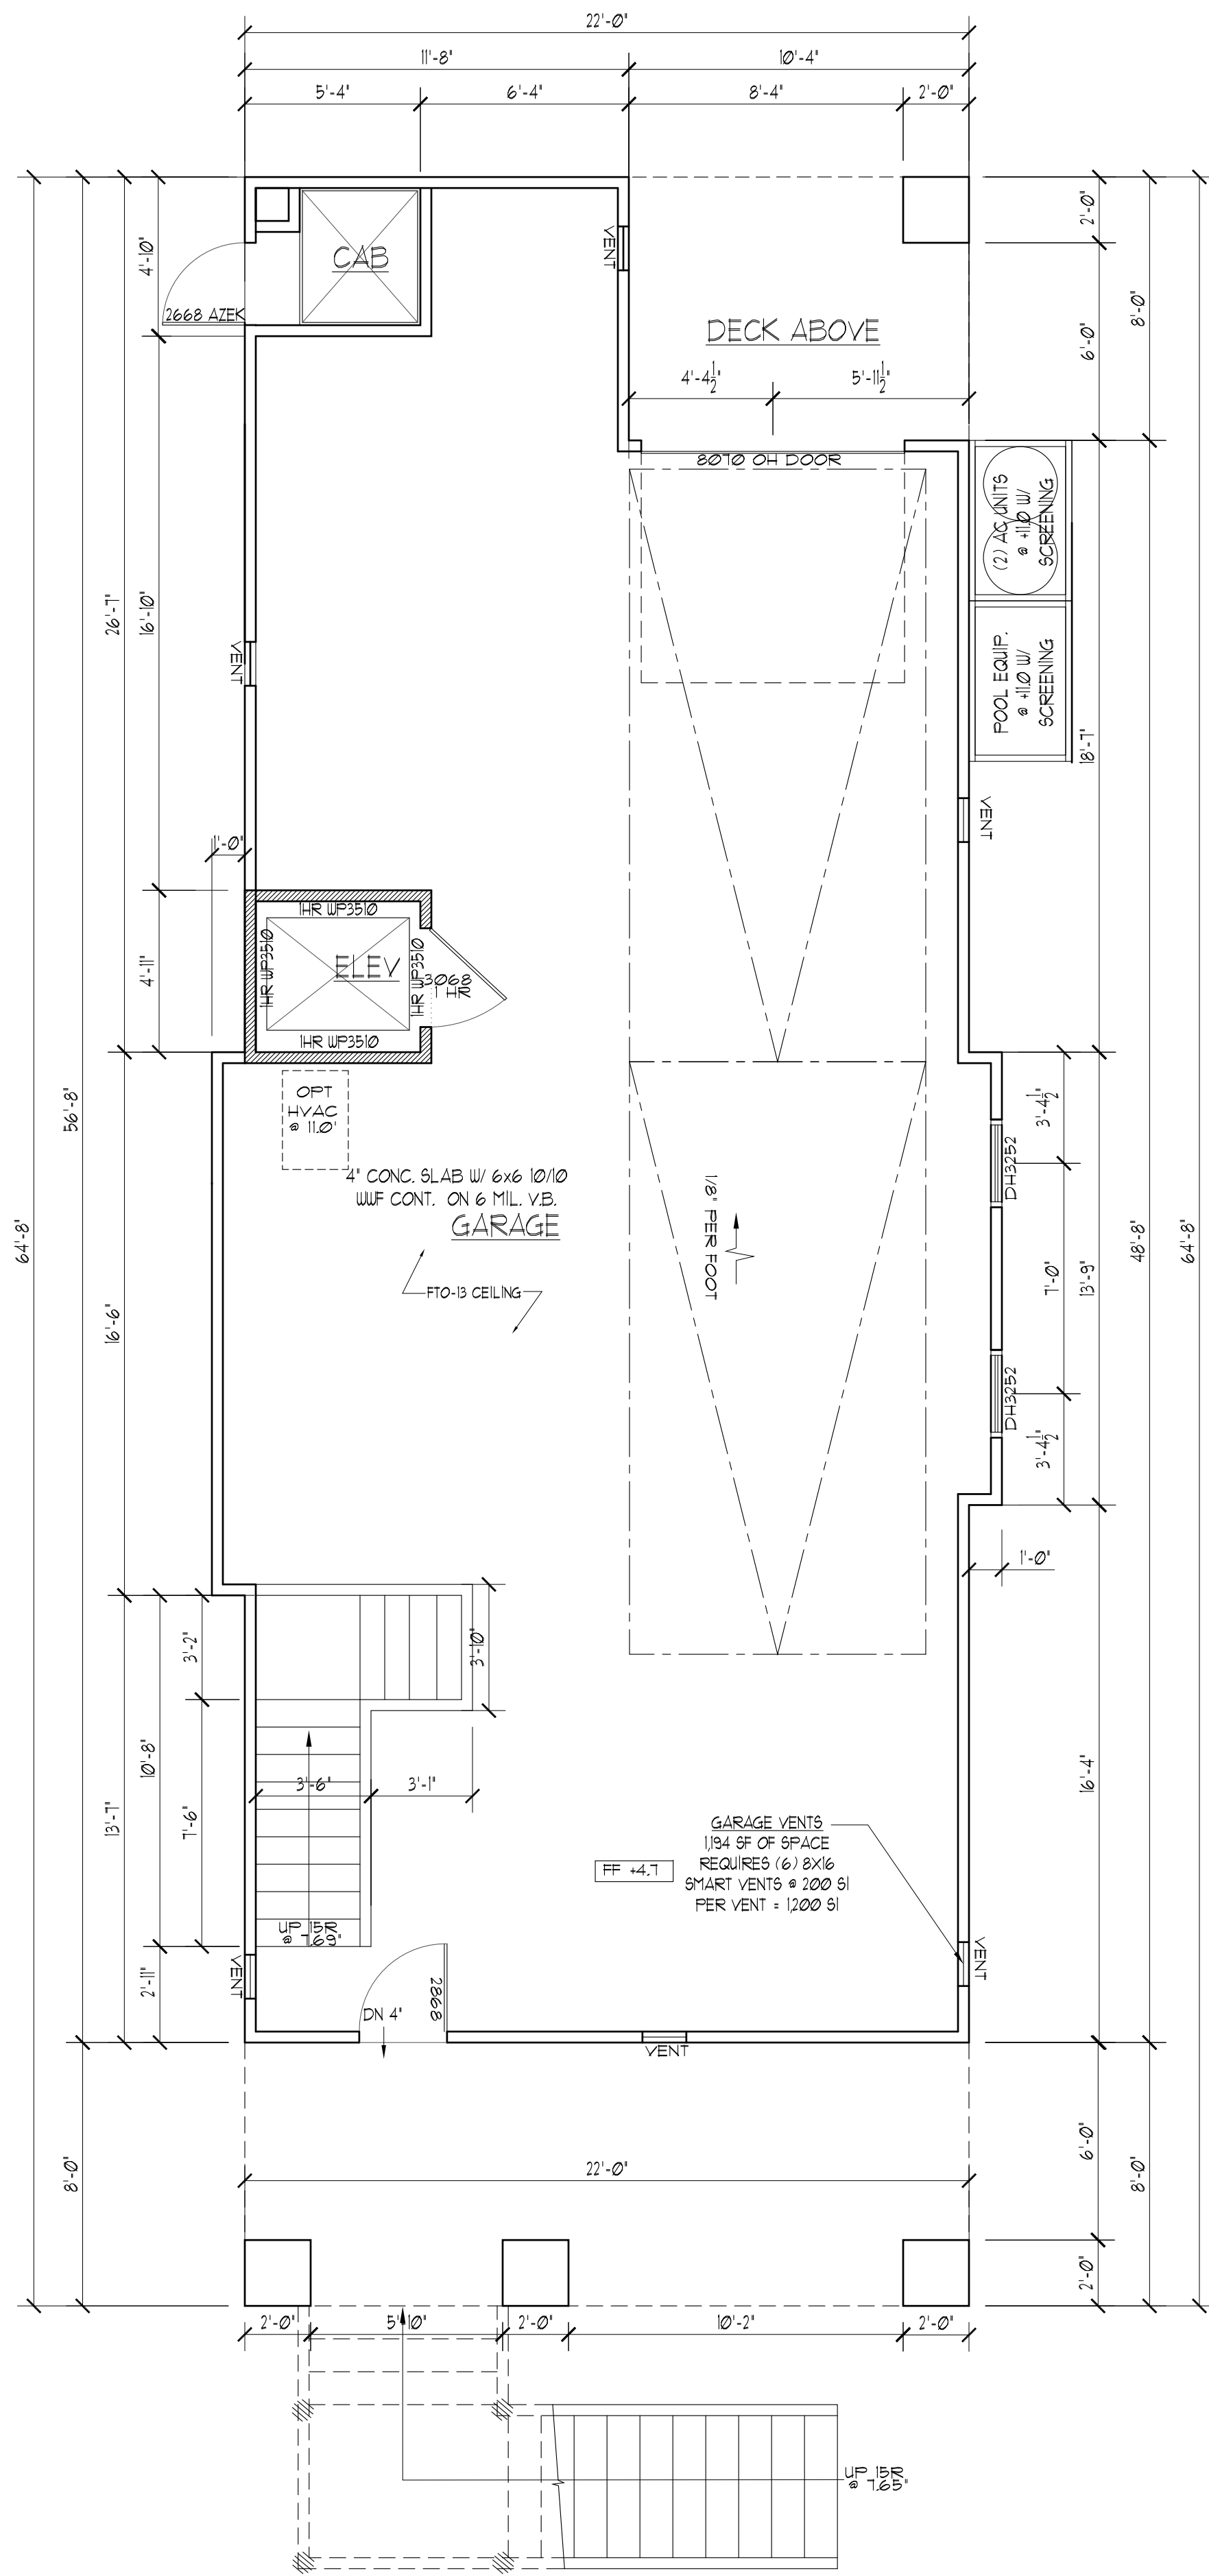 22'-0"
11'-8"
10'-4"
5'-4"
6'-4"
8'-4"
2'-0"
CAB
4'-10"
2668 AZEK
VENT
2'-0"
8'-0"
6'-0"
DECK ABOVE
4'-4½"
5'-11½"
8070 OH DOOR
(2) AC UNITS
@ +11.0 W/
SCREENING
POOL EQUIP.
@ +11.0 W/
SCREENING
26'-7"
16'-10"
VENT
18'-7"
VENT
1'-0"
4'-11"
1HR WP3510
1HR WP3510
ELEV
1HR WP3510
3068
1 HR
1HR WP3510
OPT
HVAC
@ 11.0'
56'-8"
64'-8"
4" CONC. SLAB W/ 6x6 10/10
WWF CONT. ON 6 MIL. V.B.
GARAGE
FTO-13 CEILING
1/8" PER FOOT
3'-4½"
DH3252
7'-0"
13'-9"
48'-8"
64'-8"
DH3252
3'-4½"
16'-6"
1'-0"
3'-2"
3'-10"
10'-8"
13'-7"
7'-6"
3'-6"
3'-1"
16'-4"
GARAGE VENTS
1,194 SF OF SPACE
REQUIRES (6) 8X16
SMART VENTS @ 200 SI
PER VENT = 1,200 SI
FF +4.7
UP 15R
@ 7.69"
2'-11"
VENT
VENT
2868
DN 4"
VENT
8'-0"
22'-0"
6'-0"
8'-0"
2'-0"
2'-0"
5'-10"
2'-0"
10'-2"
2'-0"
UP 15R
@ 7.65"